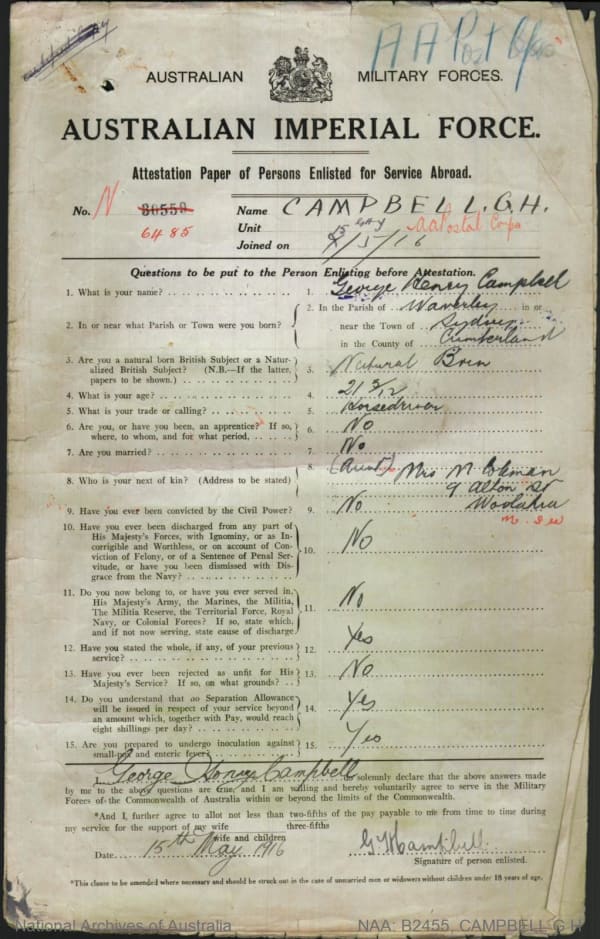 AA Post Corps
AUSTRALIAN MILITARY FORCES.
AUSTRALIAN IMPERIAL FORCE.
Attestation Paper of Persons Enlisted for Service Abroad.
No. N 30559 Name CAMPBELL. G.H.
6485 Unit AA Postal Corps
Joined on 15/5/16
Questions to be put to the Person Enlisting before Attestation.
1. What is your name? 1. George Henry Campbell
2. In or near what Parish or Town were you born? 2. In the Parish of Waverley in or
near the Town of Sydney
in the County of Cumberland
3. Are you a natural born British Subject or a Natur-
alized British Subject? (N.B.—If the latter, 3. Natural Born
papers to be shown.)
4. What is your age? 4. 21 3/12
5. What is your trade or calling? 5. Horsedriver
6. Are you, or have you been, an apprentice? If so,
where, to whom, and for what period 6. No
7. Are you married? 7. No
8. Who is your next of kin? (Address to be stated) 8. (Aunt) Mrs M Coleman
9 Alton St
Woolahra
N.S.W
9. Have you ever been convicted by the Civil Power? 9. No
10. Have you ever been discharged from any part of
His Majesty's Forces, with Ignominy, or as In-
corrigible and Worthless, or on account of Con-
viction of Felony, or of a Sentence of Penal Ser-
vitude, or have you been dismissed with Dis-
grace from the Navy? 10. No
11. Do you now belong to, or have you ever served in,
His Majesty's Army, the Marines, the Militia,
The Militia Reserve, the Territorial Force, Royal
Navy, or Colonial Forces? If so, state which,
and if not now serving, state cause of discharge 11. No
12. Have you stated the whole, if any, of your previous
service? 12. Yes
13. Have you ever been rejected as unfit for His
Majesty's Service? If so, on what grounds? 13. No
14. Do you understand that no Separation Allowance
will be issued in respect of your service beyond
an amount which, together with Pay, would reach
eight shillings per day? 14. Yes
15. Are you prepared to undergo inoculation against
small-pox and enteric fever? 15. Yes
I, George Henry Campbell solemnly declare that the above answers made
by me to the above questions are true, and I am willing and hereby voluntarily agree to serve in the Military
Forces of the Commonwealth of Australia within or beyond the limits of the Commonwealth.
*And I, further agree to allot not less than two-fifths of the pay payable to me from time to time during
three-fifths
my service for the support of my wife
wife and children
Date 15th May 1916 G H Campbell
Signature of person enlisted.
*This clause to be amended where necessary and should be struck out in the case of unmarried men or widowers without children under 18 years of age.
National Archives of Australia NAA: B2455, CAMPBELL G H